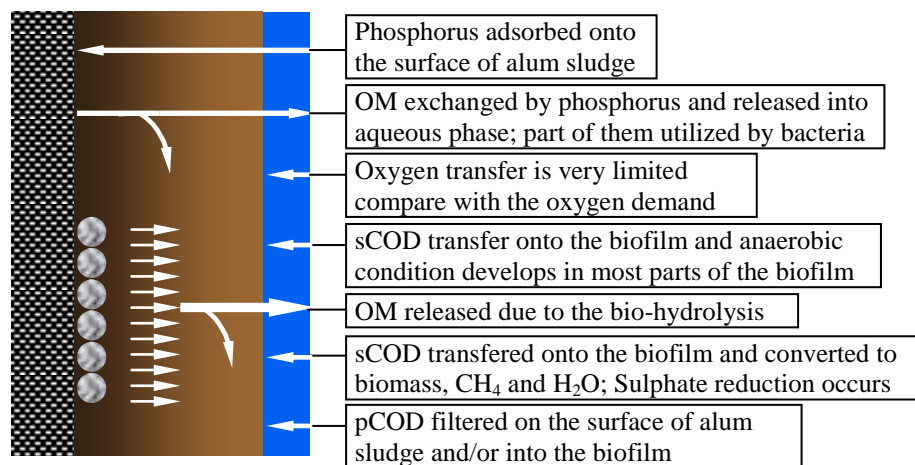 Phosphorus adsorbed onto
the surface of alum sludge
OM exchanged by phosphorus and released into
aqueous phase; part of them utilized by bacteria
Oxygen transfer is very limited
compare with the oxygen demand
sCOD transfer onto the biofilm and anaerobic
condition develops in most parts of the biofilm
OM released due to the bio-hydrolysis
sCOD transfered onto the biofilm and converted to
biomass, CH₄ and H₂O; Sulphate reduction occurs
pCOD filtered on the surface of alum
sludge and/or into the biofilm